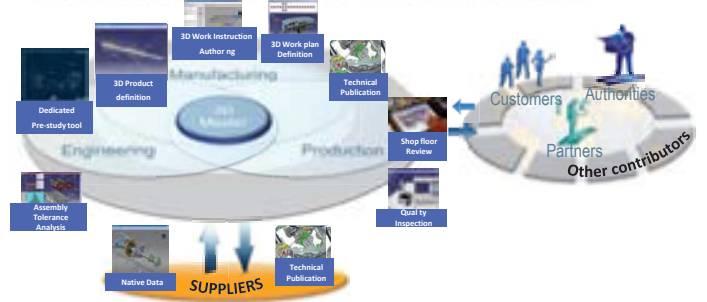 3D Work Instruction
Author ng
3D Work plan
Definition
3D Product
definition
Manufacturing
Technical
Publication
Dedicated
Pre-study tool
3D
Master
Customers
Authorities
Partners
Other contributors
Shop floor
Review
Engineering
Production
Assembly
Tolerance
Analysis
Qual ty
Inspection
Native Data
SUPPLIERS
Technical
Publication